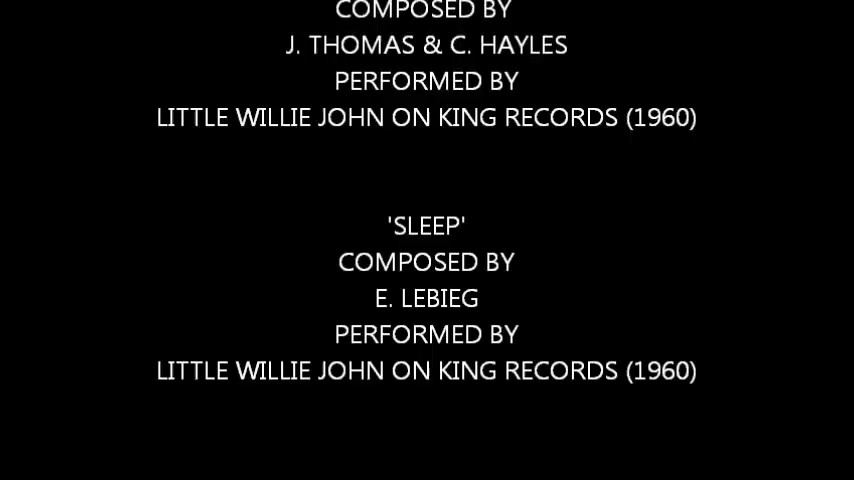 COMPOSED BY
J. THOMAS & C. HAYLES
PERFORMED BY
LITTLE WILLIE JOHN ON KING RECORDS (1960)
'SLEEP'
COMPOSED BY
E. LEBIEG
PERFORMED BY
LITTLE WILLIE JOHN ON KING RECORDS (1960)